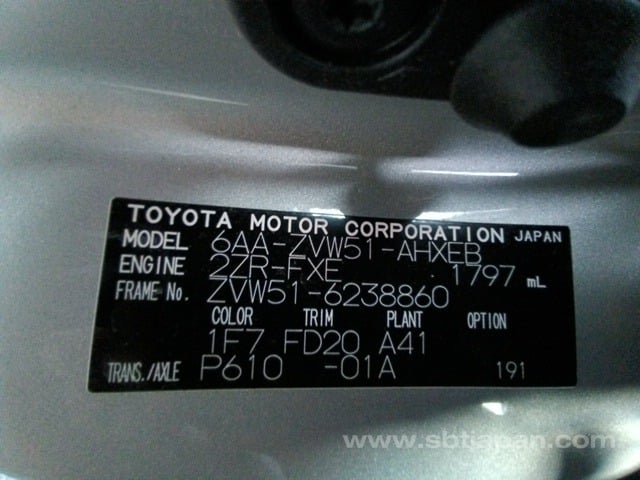 TOYOTA MOTOR CORPORATION JAPAN
MODEL 6AA-ZVW51-AHXEB
ENGINE 2ZR-FXE 1797 mL
FRAME No. ZVW51-6238860
COLOR TRIM PLANT OPTION
1F7 FD20 A41
TRANS./AXLE P610 -01A 191
www.sbtjapan.com